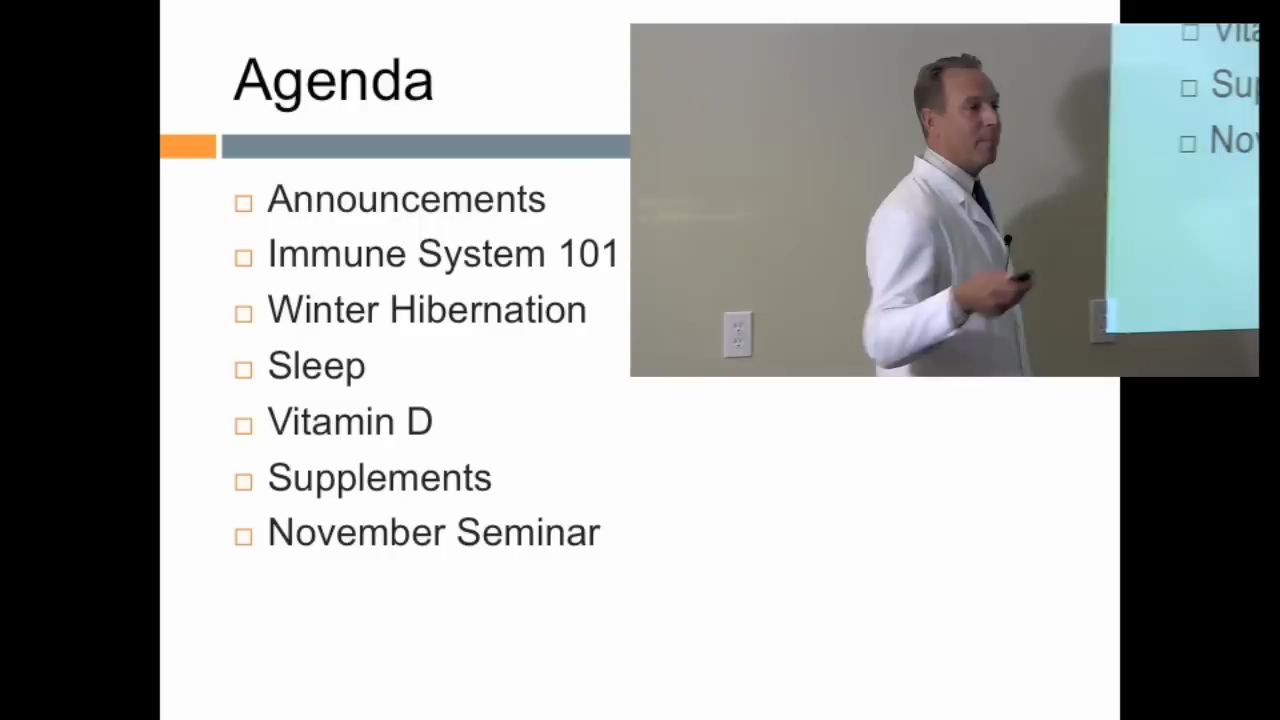 Agenda
Announcements
Immune System 101
Winter Hibernation
Sleep
Vitamin D
Supplements
November Seminar